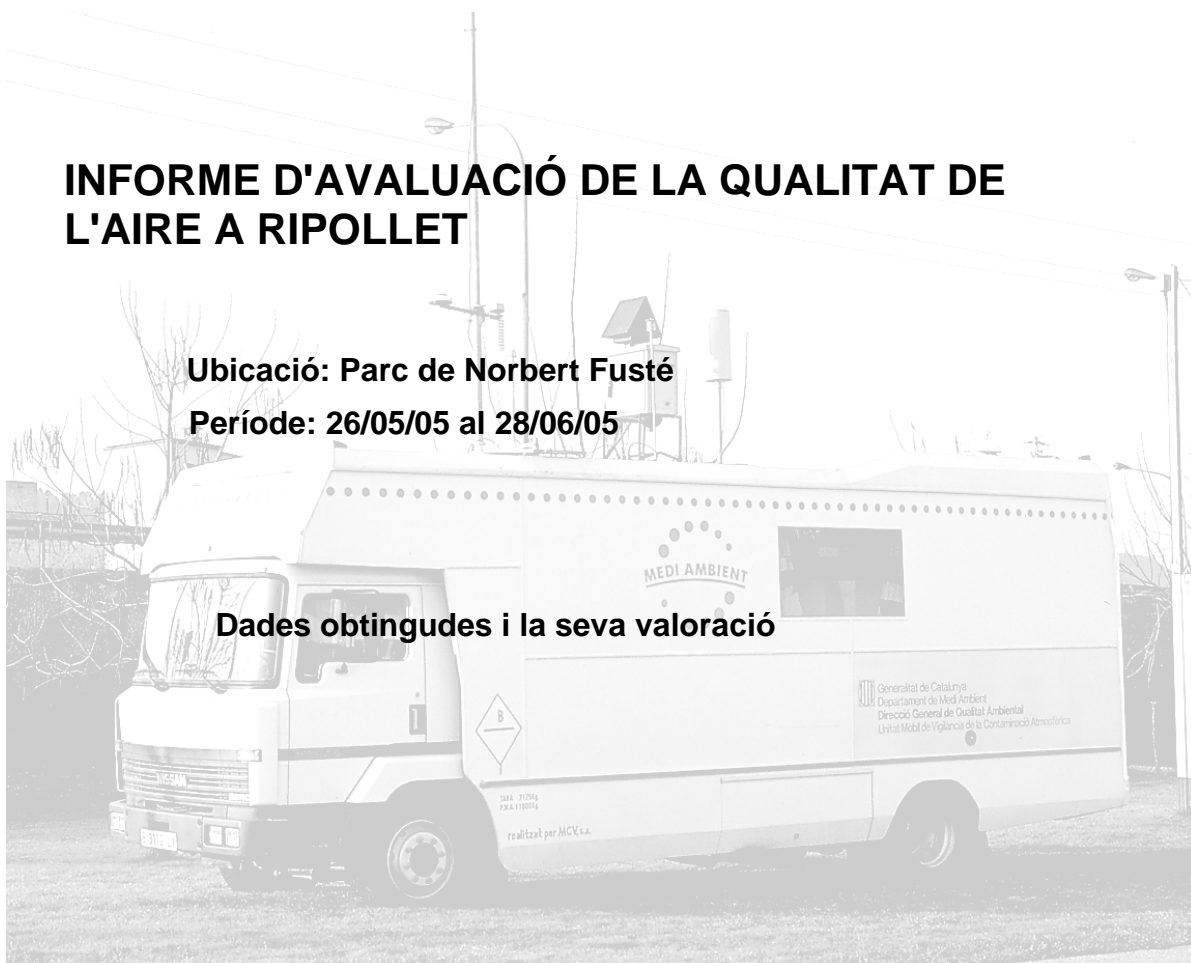 INFORME D'AVALUACIÓ DE LA QUALITAT DE
L'AIRE A RIPOLLET
Ubicació: Parc de Norbert Fusté
Període: 26/05/05 al 28/06/05
MEDI AMBIENT
Dades obtingudes i la seva valoració
Generalitat de Catalunya
Departament de Medi Ambient
Direcció General de Qualitat Ambiental
Unitat Mòbil de Vigilància de la Contaminació Atmosfèrica
B
NISSAN
TARA
realitzat per MCV, s.a.